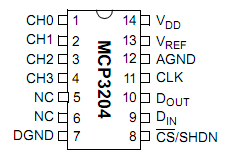 CH0 1 14 VDD
CH1 2 13 VREF
CH2 3 12 AGND
CH3 4 11 CLK
NC 5 10 DOUT
NC 6 9 DIN
DGND 7 8 CS/SHDN
MCP3204